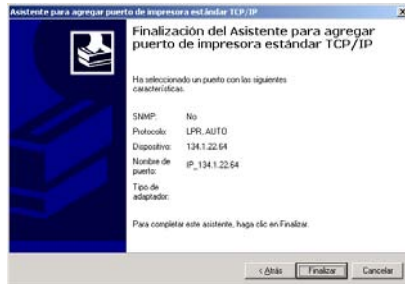 Asistente para agregar puerto de impresora estándar TCP/IP
Finalización del Asistente para agregar
puerto de impresora estándar TCP/IP
Ha seleccionado un puerto con las siguientes
características.
SNMP: No
Protocolo: LPR, AUTO
Dispositivo: 134.1.22.64
Nombre de
puerto: IP_134.1.22.64
Tipo de
adaptador:
Para completar este asistente, haga clic en Finalizar.
< Atrás Finalizar Cancelar